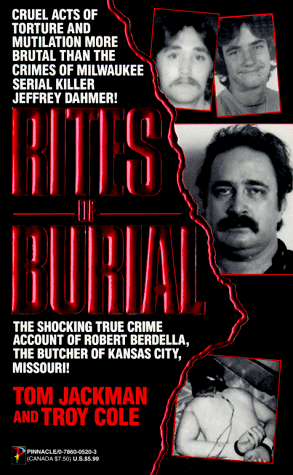 CRUEL ACTS OF
TORTURE AND
MUTILATION MORE
BRUTAL THAN THE
CRIMES OF MILWAUKEE
SERIAL KILLER
JEFFREY DAHMER!
RITES
OF
BURIAL
THE SHOCKING TRUE CRIME
ACCOUNT OF ROBERT BERDELLA,
THE BUTCHER OF KANSAS CITY,
MISSOURI!
TOM JACKMAN
AND TROY COLE
PINNACLE/0-7860-0520-3
(CANADA $7.50) U.S. $5.99